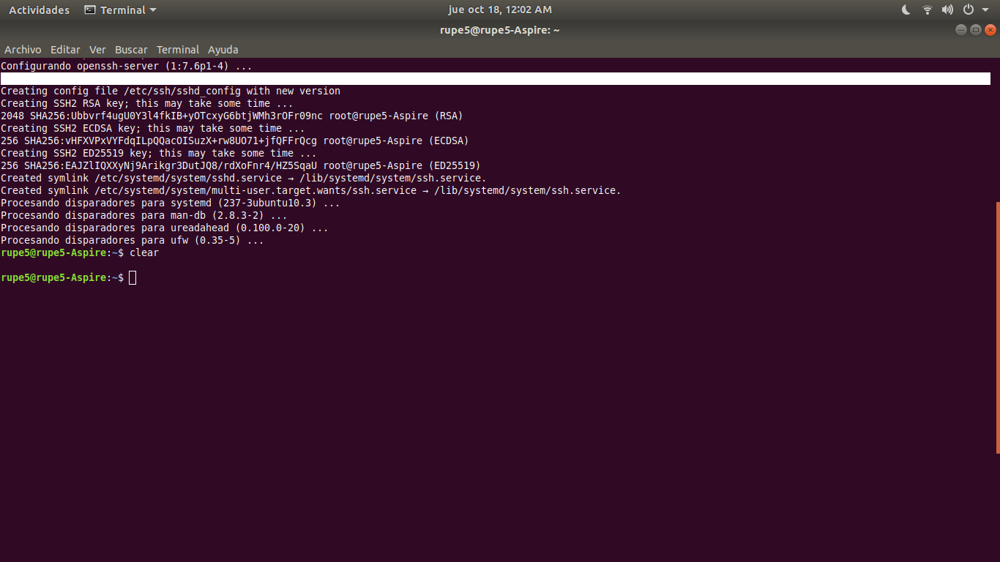 Actividades Terminal jue oct 18, 12:02 AM
rupe5@rupe5-Aspire: ~
Archivo Editar Ver Buscar Terminal Ayuda
Configurando openssh-server (1:7.6p1-4) ...
Creating config file /etc/ssh/sshd_config with new version
Creating SSH2 RSA key; this may take some time ...
2048 SHA256:Ubbvrf4ugU0Y3l4fkIB+yOTcxyG6btjWMh3rOFr09nc root@rupe5-Aspire (RSA)
Creating SSH2 ECDSA key; this may take some time ...
256 SHA256:vHFXVPxVYFdqILpQQacOISuzX+rw8UO71+jfQFFrQcg root@rupe5-Aspire (ECDSA)
Creating SSH2 ED25519 key; this may take some time ...
256 SHA256:EAJZlIQXXyNj9Arikgr3DutJQ8/rdXoFnr4/HZ5SqaU root@rupe5-Aspire (ED25519)
Created symlink /etc/systemd/system/sshd.service → /lib/systemd/system/ssh.service.
Created symlink /etc/systemd/system/multi-user.target.wants/ssh.service → /lib/systemd/system/ssh.service.
Procesando disparadores para systemd (237-3ubuntu10.3) ...
Procesando disparadores para man-db (2.8.3-2) ...
Procesando disparadores para ureadahead (0.100.0-20) ...
Procesando disparadores para ufw (0.35-5) ...
rupe5@rupe5-Aspire:~$ clear
rupe5@rupe5-Aspire:~$